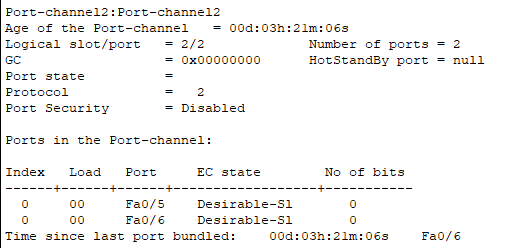 Port-channel2:Port-channel2
Age of the Port-channel   = 00d:03h:21m:06s
Logical slot/port   = 2/2             Number of ports = 2
GC                  = 0x00000000      HotStandBy port = null
Port state          =
Protocol            =   2
Port Security       = Disabled
Ports in the Port-channel:
Index   Load   Port     EC state        No of bits
------+------+------+------------------+-----------
  0     00     Fa0/5    Desirable-Sl       0
  0     00     Fa0/6    Desirable-Sl       0
Time since last port bundled:    00d:03h:21m:06s    Fa0/6